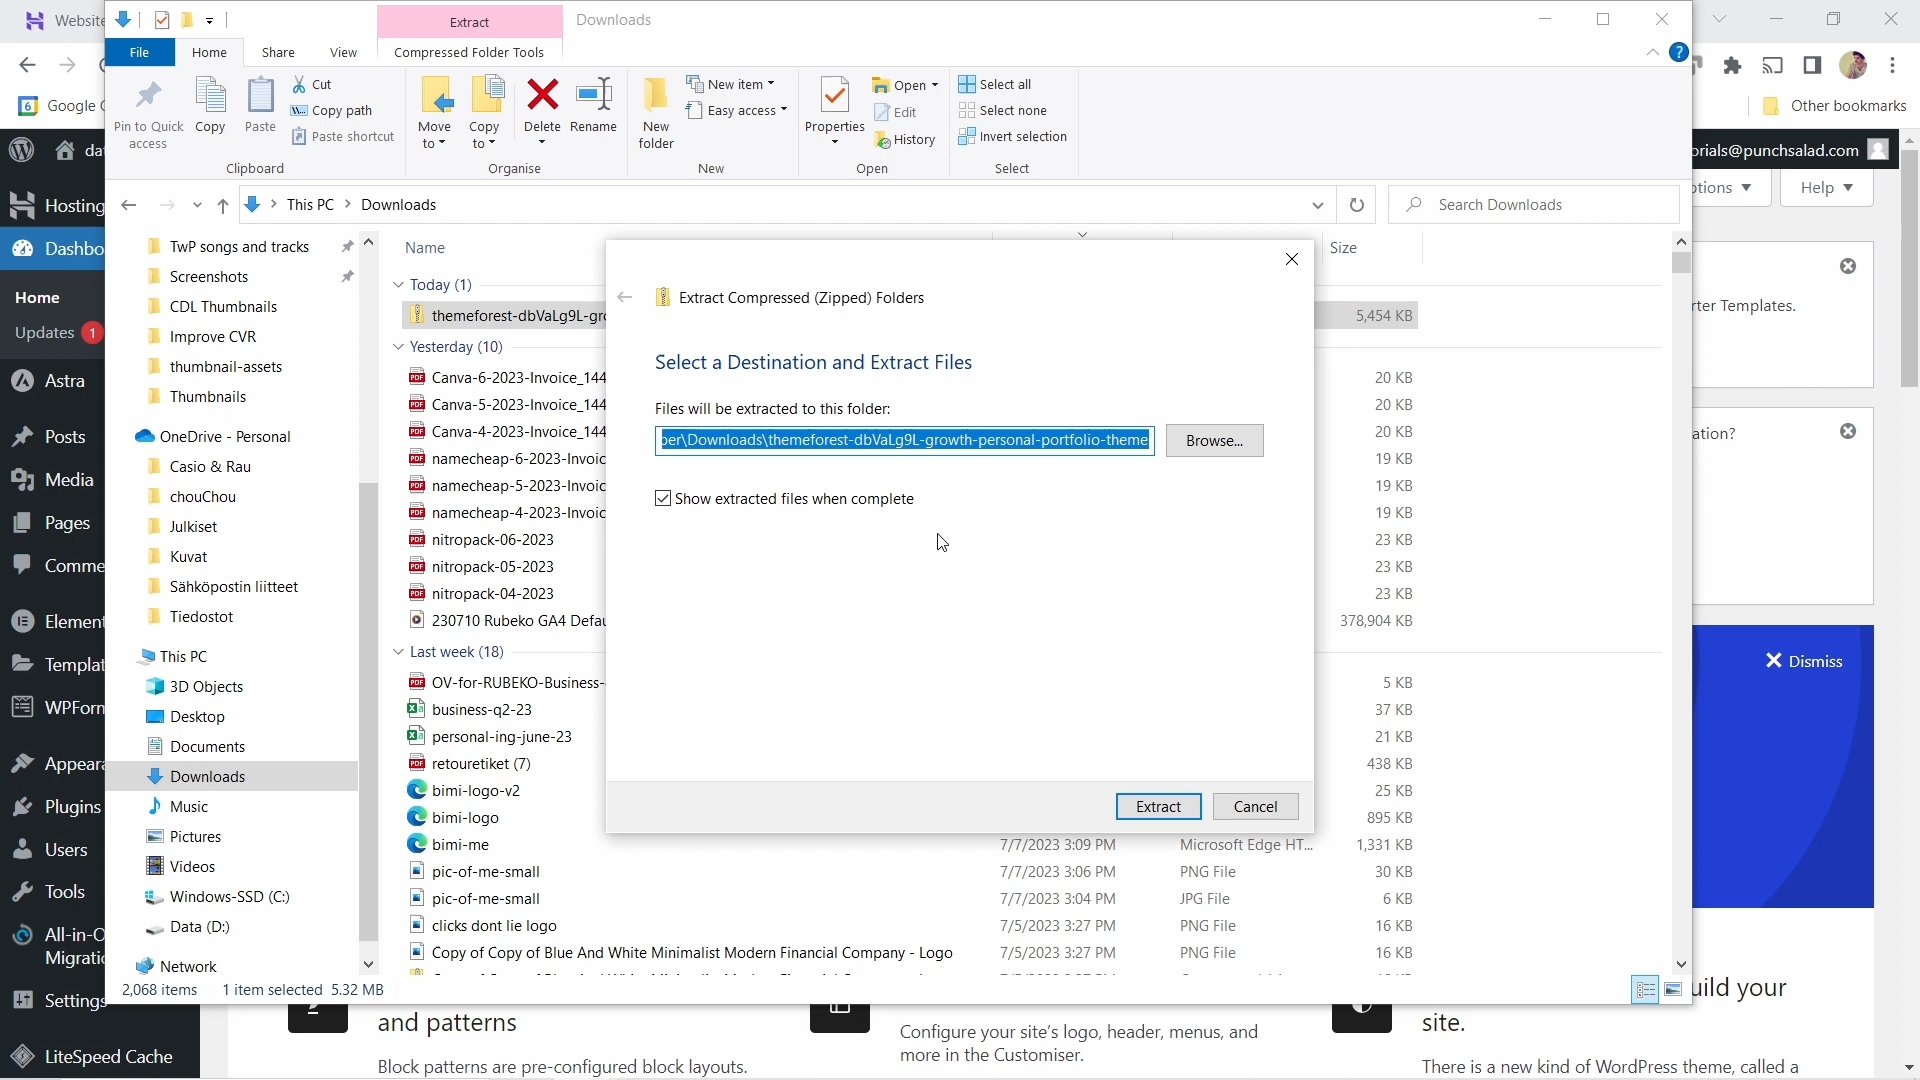 Website
Extract
Downloads
File
Home
Share
View
Compressed Folder Tools
Pin to Quick access
Copy
Paste
Cut
Copy path
Paste shortcut
Move to
Copy to
Delete
Rename
New folder
New item
Easy access
Properties
Open
Edit
History
Select all
Select none
Invert selection
Clipboard
Organise
New
Open
Select
6
Google
Other bookmarks
orials@punchsalad.com
This PC
Downloads
Search Downloads
Help
Hosting
Dashbo
Home
Updates 1
Astra
Posts
Media
Pages
Comme
Element
Templat
WPForm
Appeara
Plugins
Users
Tools
All-in-O
Migratio
Settings
LiteSpeed Cache
TwP songs and tracks
Screenshots
CDL Thumbnails
Improve CVR
thumbnail-assets
Thumbnails
OneDrive - Personal
Casio & Rau
chouChou
Julkiset
Kuvat
Sähköpostin liitteet
Tiedostot
This PC
3D Objects
Desktop
Documents
Downloads
Music
Pictures
Videos
Windows-SSD (C:)
Data (D:)
Network
2,068 items 1 item selected 5.32 MB
Name
Size
Today (1)
themeforest-dbVaLg9L-gro
5,454 KB
Yesterday (10)
Canva-6-2023-Invoice_144
20 KB
Canva-5-2023-Invoice_144
20 KB
Canva-4-2023-Invoice_144
20 KB
namecheap-6-2023-Invoic
19 KB
namecheap-5-2023-Invoic
19 KB
namecheap-4-2023-Invoic
19 KB
nitropack-06-2023
23 KB
nitropack-05-2023
23 KB
nitropack-04-2023
23 KB
230710 Rubeko GA4 Defau
378,904 KB
Last week (18)
OV-for-RUBEKO-Business-
5 KB
business-q2-23
37 KB
personal-ing-june-23
21 KB
retouretiket (7)
438 KB
bimi-logo-v2
25 KB
bimi-logo
895 KB
bimi-me 7/7/2023 3:09 PM Microsoft Edge HT... 1,331 KB
pic-of-me-small 7/7/2023 3:06 PM PNG File 30 KB
pic-of-me-small 7/7/2023 3:04 PM JPG File 6 KB
clicks dont lie logo 7/5/2023 3:27 PM PNG File 16 KB
Copy of Copy of Blue And White Minimalist Modern Financial Company - Logo 7/5/2023 3:27 PM PNG File 16 KB
Extract Compressed (Zipped) Folders
Select a Destination and Extract Files
Files will be extracted to this folder:
ber\Downloads\themeforest-dbVaLg9L-growth-personal-portfolio-theme
Browse...
Show extracted files when complete
Extract
Cancel
rter Templates.
ation?
Dismiss
uild your
site.
There is a new kind of WordPress theme, called a
and patterns
Block patterns are pre-configured block layouts.
Configure your site's logo, header, menus, and
more in the Customiser.